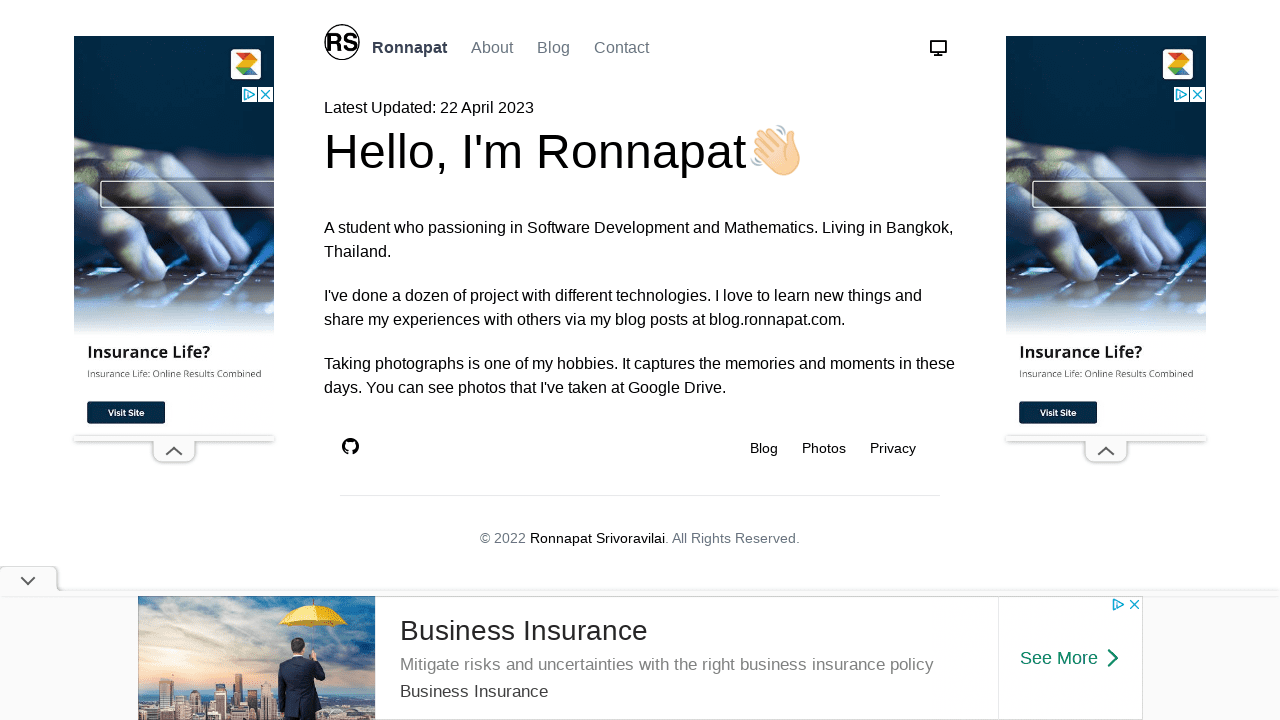 RS Ronnapat About Blog Contact
Latest Updated: 22 April 2023
Hello, I'm Ronnapat👋🏻
A student who passioning in Software Development and Mathematics. Living in Bangkok,
Thailand.
I've done a dozen of project with different technologies. I love to learn new things and
share my experiences with others via my blog posts at blog.ronnapat.com.
Taking photographs is one of my hobbies. It captures the memories and moments in these
days. You can see photos that I've taken at Google Drive.
Blog Photos Privacy
© 2022 Ronnapat Srivoravilai. All Rights Reserved.
Insurance Life?
Insurance Life: Online Results Combined
Visit Site
Insurance Life?
Insurance Life: Online Results Combined
Visit Site
Business Insurance
Mitigate risks and uncertainties with the right business insurance policy
Business Insurance
See More